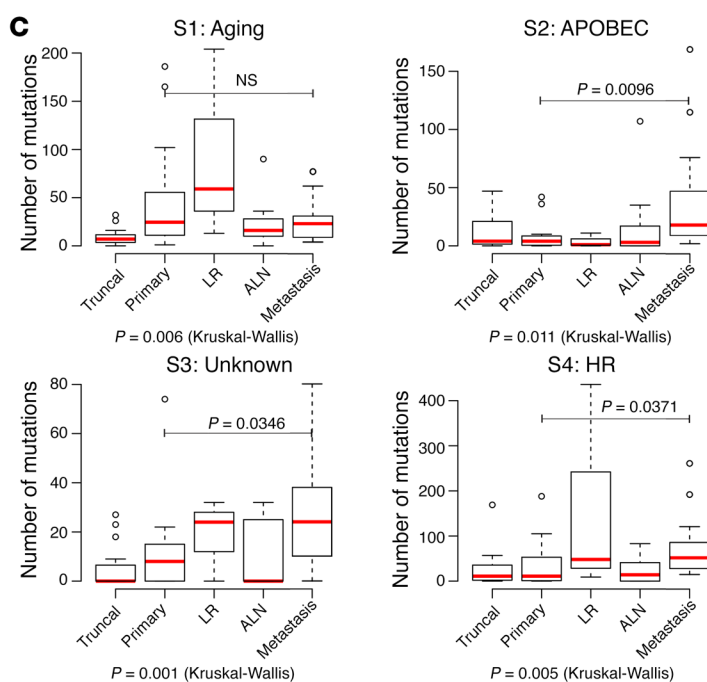 C
S1: Aging
S2: APOBEC
Number of mutations
200
150
100
50
0
NS
Truncal
Primary
LR
ALN
Metastasis
P = 0.006 (Kruskal-Wallis)
Number of mutations
150
100
50
0
P = 0.0096
Truncal
Primary
LR
ALN
Metastasis
P = 0.011 (Kruskal-Wallis)
S3: Unknown
S4: HR
Number of mutations
80
60
40
20
0
P = 0.0346
Truncal
Primary
LR
ALN
Metastasis
P = 0.001 (Kruskal-Wallis)
Number of mutations
400
300
200
100
0
P = 0.0371
Truncal
Primary
LR
ALN
Metastasis
P = 0.005 (Kruskal-Wallis)